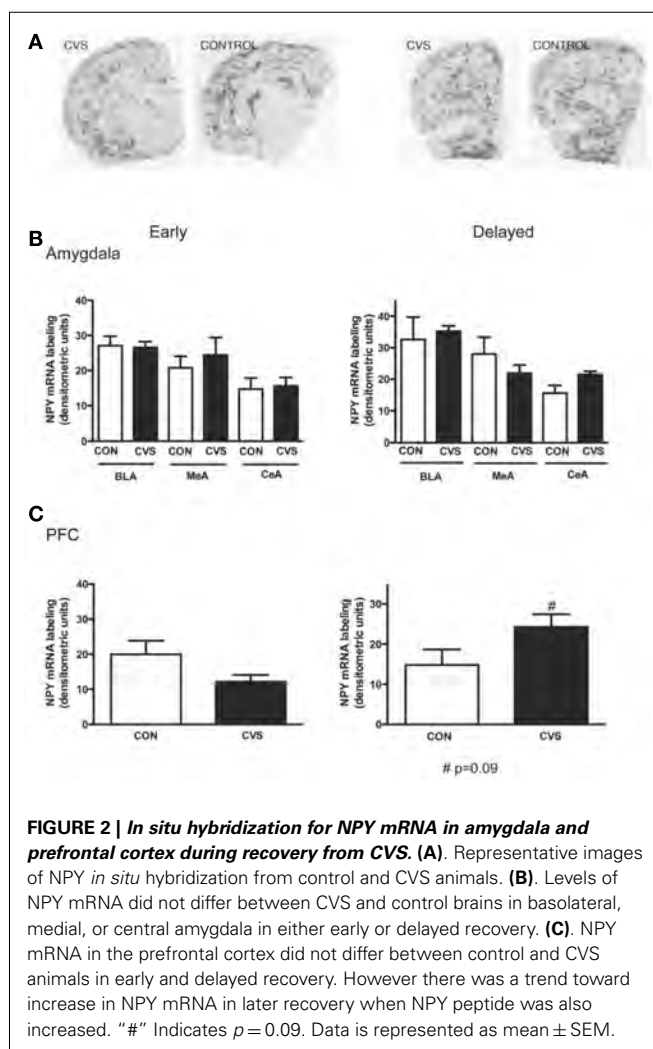 A
CVS
CONTROL
CVS
CONTROL
Early
Delayed
B
Amygdala
NPY mRNA labeling
(densitometric units)
40
30
20
10
0
CON CVS CON CVS CON CVS
BLA MeA CeA
NPY mRNA labeling
(densitometric units)
40
30
20
10
0
CON CVS CON CVS CON CVS
BLA MeA CeA
C
PFC
NPY mRNA labeling
(densitometric units)
40
30
20
10
0
CON CVS
NPY mRNA labeling
(densitometric units)
30
20
10
0
#
CON CVS
# p=0.09
FIGURE 2 | In situ hybridization for NPY mRNA in amygdala and
prefrontal cortex during recovery from CVS. (A). Representative images
of NPY in situ hybridization from control and CVS animals. (B). Levels of
NPY mRNA did not differ between CVS and control brains in basolateral,
medial, or central amygdala in either early or delayed recovery. (C). NPY
mRNA in the prefrontal cortex did not differ between control and CVS
animals in early and delayed recovery. However there was a trend toward
increase in NPY mRNA in later recovery when NPY peptide was also
increased. “#” Indicates p = 0.09. Data is represented as mean ± SEM.